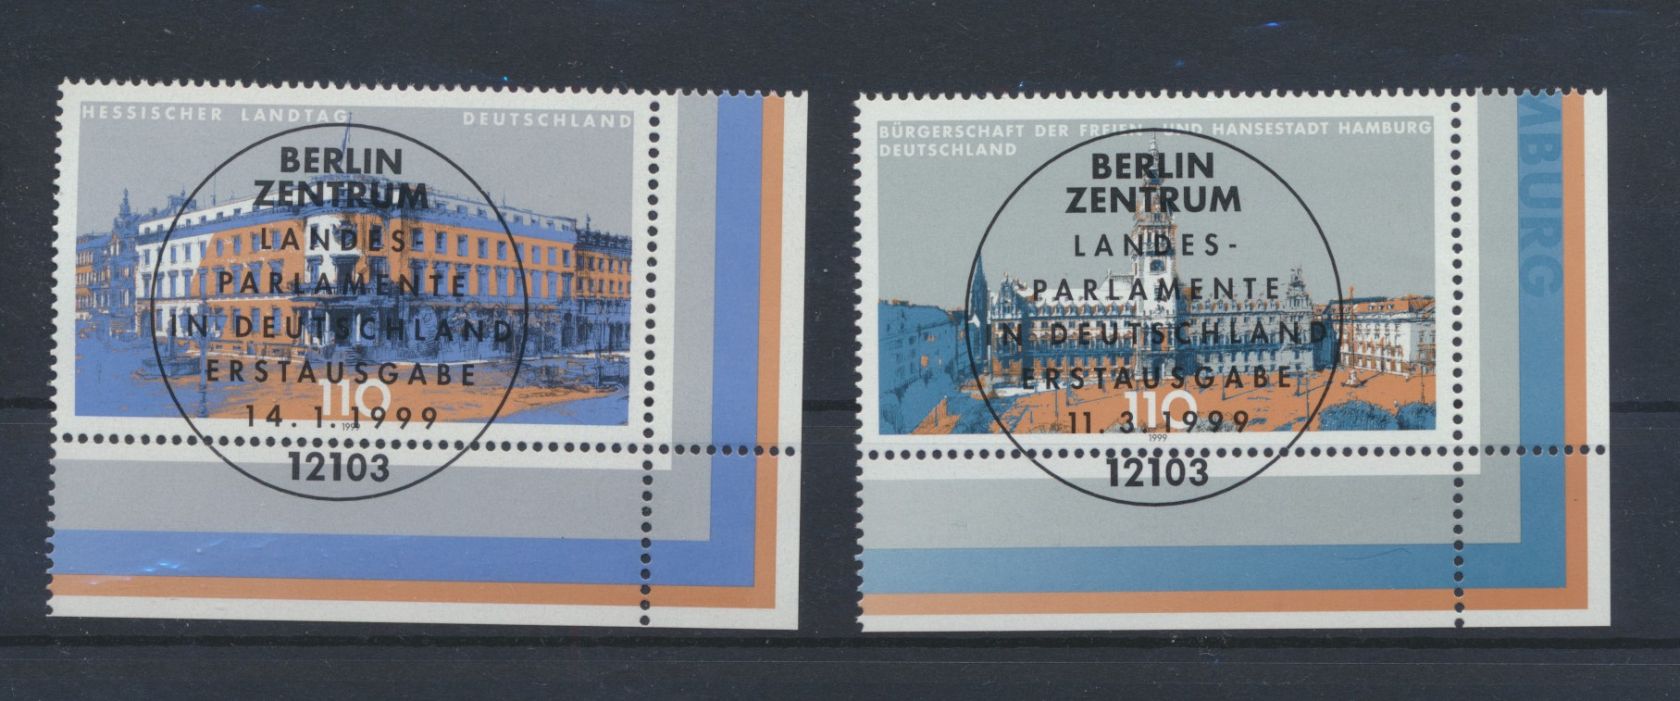 HESSISCHER LANDTAG DEUTSCHLAND
BERLIN
ZENTRUM
LANDES-
PARLAMENTE
IN DEUTSCHLAND
ERSTAUSGABE
110
14.1.1999
1999
12103
BÜRGERSCHAFT DER FREIEN UND HANSESTADT HAMBURG
DEUTSCHLAND
BERLIN
ZENTRUM
LANDES-
PARLAMENTE
IN DEUTSCHLAND
ERSTAUSGABE
110
11.3.1999
1999
12103
MBURG